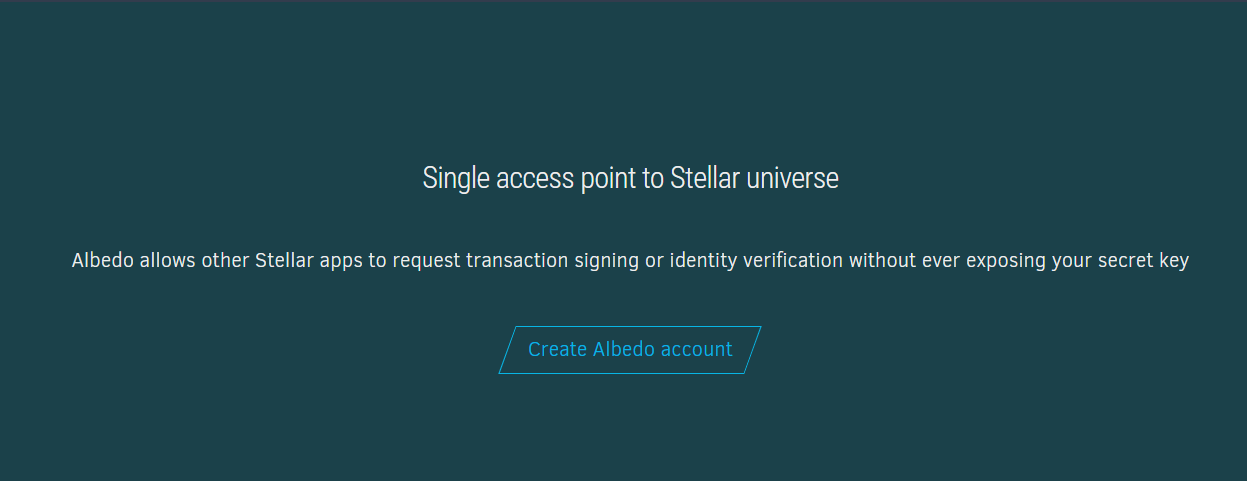 Single access point to Stellar universe
Albedo allows other Stellar apps to request transaction signing or identity verification without ever exposing your secret key
Create Albedo account